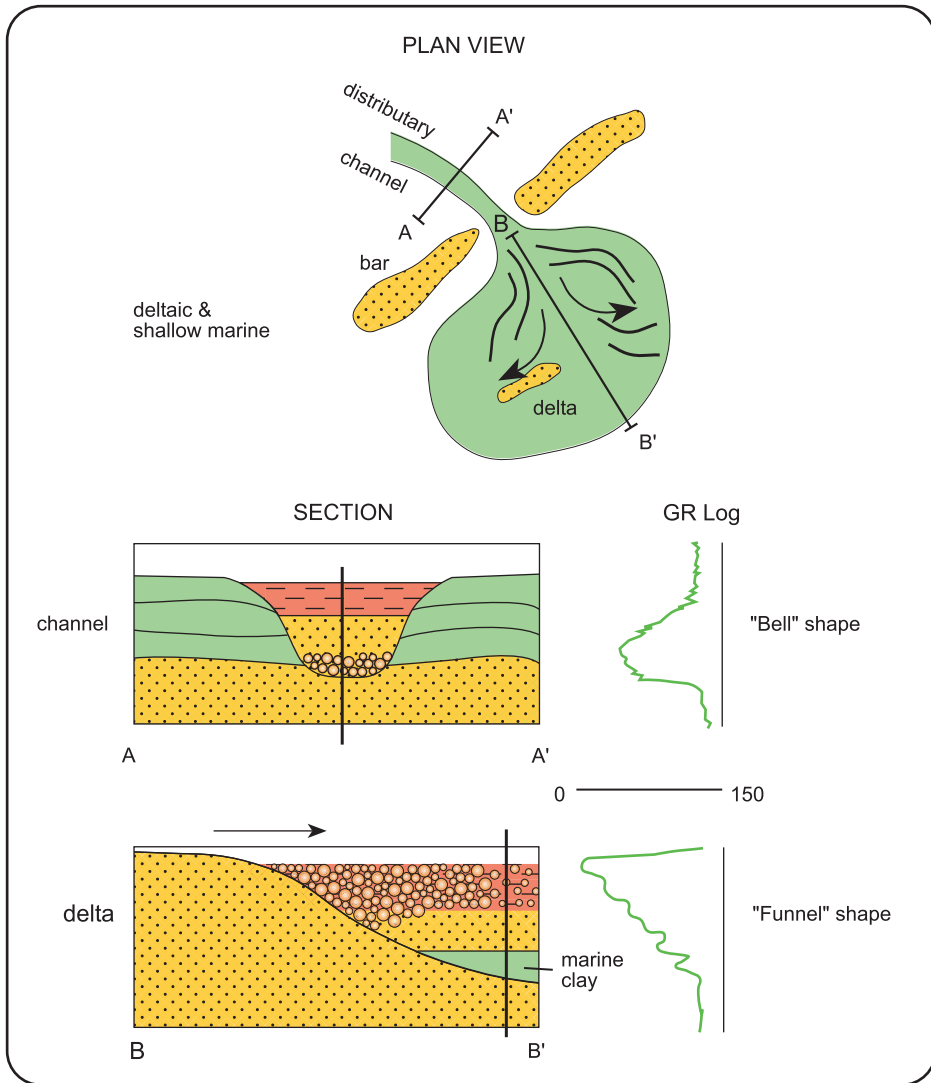 PLAN VIEW
distributary
channel
A'
A
B
bar
deltaic &
shallow marine
delta
B'
SECTION
GR Log
channel
"Bell" shape
A
A'
0
150
delta
"Funnel" shape
marine
clay
B
B'